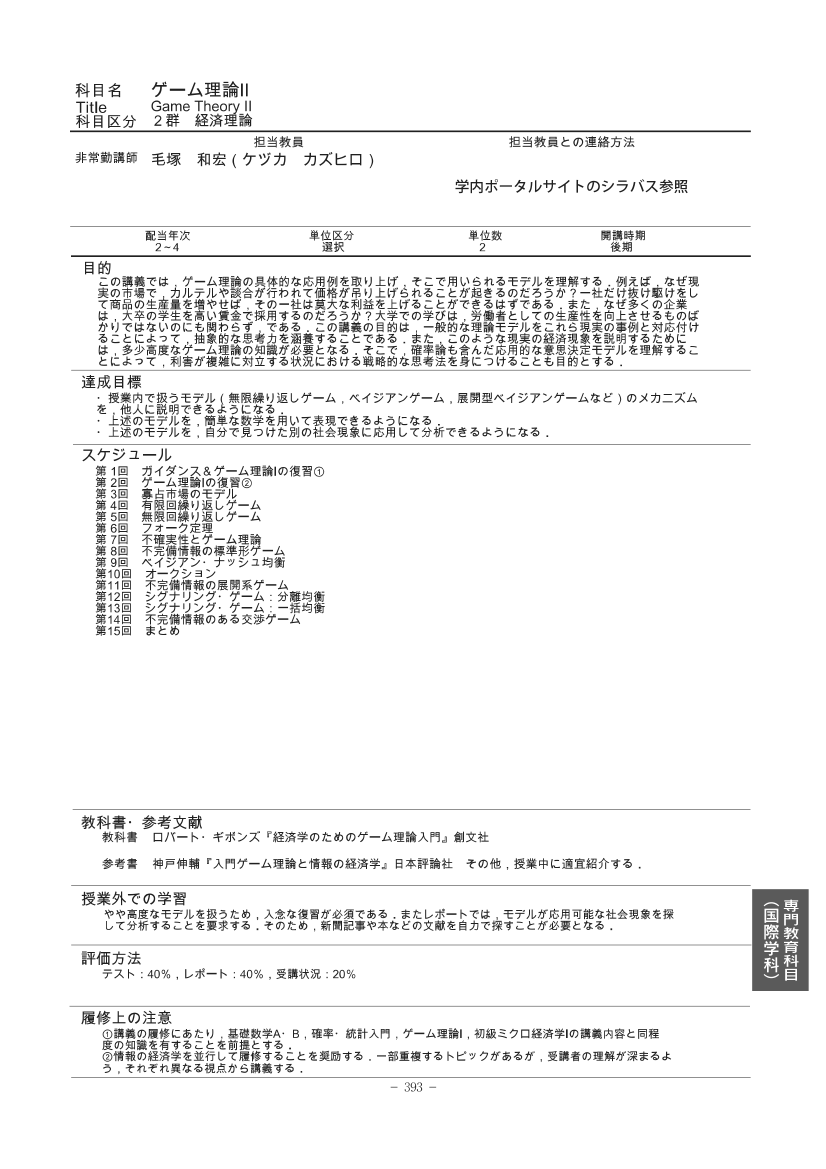 科目名 ゲーム理論II
Title Game Theory II
科目区分 ２群 経済理論
担当教員 担当教員との連絡方法
非常勤講師 毛塚 和宏（ケヅカ カズヒロ）
学内ポータルサイトのシラバス参照
配当年次 単位区分 単位数 開講時期
2~4 選択 2 後期
目的
この講義では，ゲーム理論の具体的な応用例を取り上げ，そこで用いられるモデルを理解する．例えば，なぜ現
実の市場で，カルテルや談合が行われて価格が吊り上げられることが起きるのだろうか？一社だけ抜け駆けをし
て商品の生産量を増やせば，その一社は莫大な利益を上げることができるはずである．また，なぜ多くの企業
は，大卒の学生を高い賃金で採用するのだろうか？大学での学びは，労働者としての生産性を向上させるものば
かりではないのにも関わらず，である．この講義の目的は，一般的な理論モデルをこれら現実の事例と対応付け
ることによって，抽象的な思考力を涵養することである．また，このような現実の経済現象を説明するために
は，多少高度なゲーム理論の知識が必要となる．そこで，確率論も含んだ応用的な意思決定モデルを理解するこ
とによって，利害が複雑に対立する状況における戦略的な思考法を身につけることも目的とする．
達成目標
・授業内で扱うモデル（無限繰り返しゲーム，ベイジアンゲーム，展開型ベイジアンゲームなど）のメカニズム
を，他人に説明できるようになる．
・上述のモデルを，簡単な数学を用いて表現できるようになる．
・上述のモデルを，自分で見つけた別の社会現象に応用して分析できるようになる．
スケジュール
第 1回 ガイダンス＆ゲーム理論Iの復習①
第 2回 ゲーム理論Iの復習②
第 3回 寡占市場のモデル
第 4回 有限回繰り返しゲーム
第 5回 無限回繰り返しゲーム
第 6回 フォーク定理
第 7回 不確実性とゲーム理論
第 8回 不完備情報の標準形ゲーム
第 9回 ベイジアン・ナッシュ均衡
第10回 オークション
第11回 不完備情報の展開系ゲーム
第12回 シグナリング・ゲーム：分離均衡
第13回 シグナリング・ゲーム：一括均衡
第14回 不完備情報のある交渉ゲーム
第15回 まとめ
教科書・参考文献
教科書 ロバート・ギボンズ『経済学のためのゲーム理論入門』創文社
参考書 神戸伸輔『入門ゲーム理論と情報の経済学』日本評論社 その他，授業中に適宜紹介する．
授業外での学習
やや高度なモデルを扱うため，入念な復習が必須である．またレポートでは，モデルが応用可能な社会現象を探
して分析することを要求する．そのため，新聞記事や本などの文献を自力で探すことが必要となる．
評価方法
テスト：40%，レポート：40%，受講状況：20%
履修上の注意
①講義の履修にあたり，基礎数学A・B，確率・統計入門，ゲーム理論I，初級ミクロ経済学Iの講義内容と同程
度の知識を有することを前提とする．
②情報の経済学を並行して履修することを奨励する．一部重複するトピックがあるが，受講者の理解が深まるよ
う，それぞれ異なる視点から講義する．
専門教育科目
（国際学科）
− 393 −